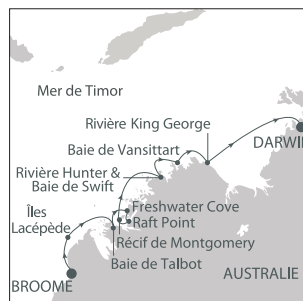 Mer de Timor
Rivière King George
DARWIN
Baie de Vansittart
Rivière Hunter &
Baie de Swift
Freshwater Cove
Raft Point
Îles
Lacépède
Récif de Montgomery
Baie de Talbot
BROOME
AUSTRALIE